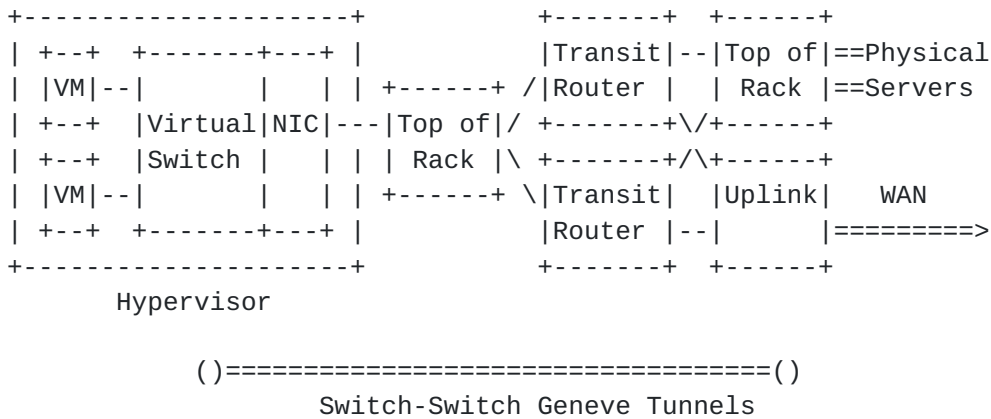 +---------------------+           +-------+  +------+
| +--+  +-------+---+ |           |Transit|--|Top of|==Physical
| |VM|--|       |   | | +------+ /|Router |  | Rack |==Servers
| +--+  |Virtual|NIC|---|Top of|/ +-------+\/+------+
| +--+  |Switch |   | | | Rack |\ +-------+/\+------+
| |VM|--|       |   | | +------+ \|Transit|  |Uplink|   WAN
| +--+  +-------+---+ |           |Router |--|      |=========>
+---------------------+           +-------+  +------+
       Hypervisor
             ()===================================()
                     Switch-Switch Geneve Tunnels